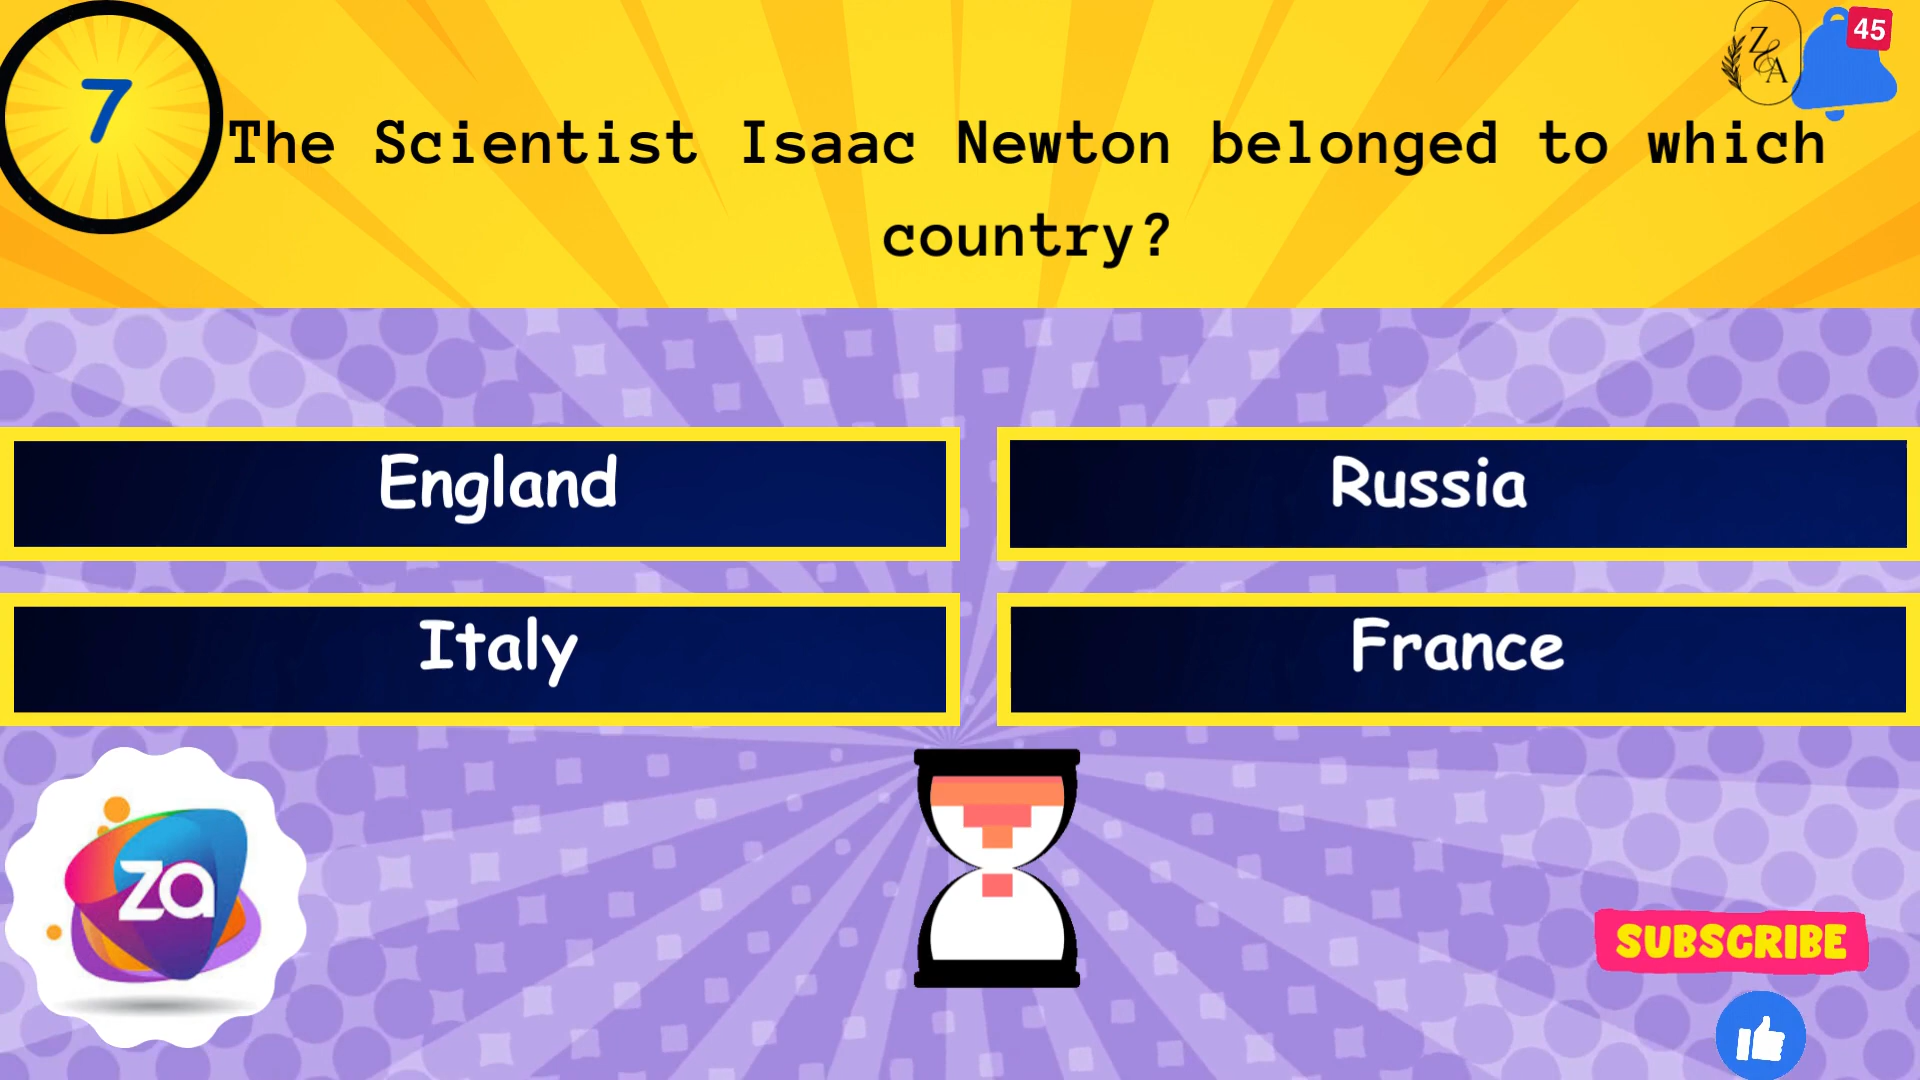 7
45
Z&A
The Scientist Isaac Newton belonged to which
country?
England
Russia
Italy
France
za
SUBSCRIBE